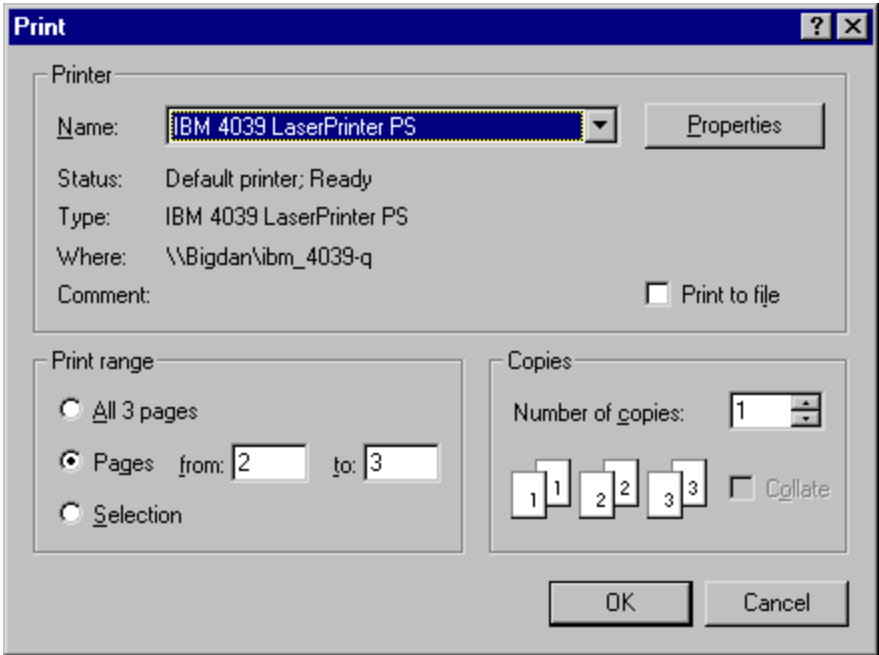 Print
Printer
Name: IBM 4039 LaserPrinter PS Properties
Status: Default printer; Ready
Type: IBM 4039 LaserPrinter PS
Where: \\Bigdan\ibm_4039-q
Comment: Print to file
Print range
All 3 pages
Pages from: 2 to: 3
Selection
Copies
Number of copies: 1
1 1 2 2 3 3 Collate
OK Cancel